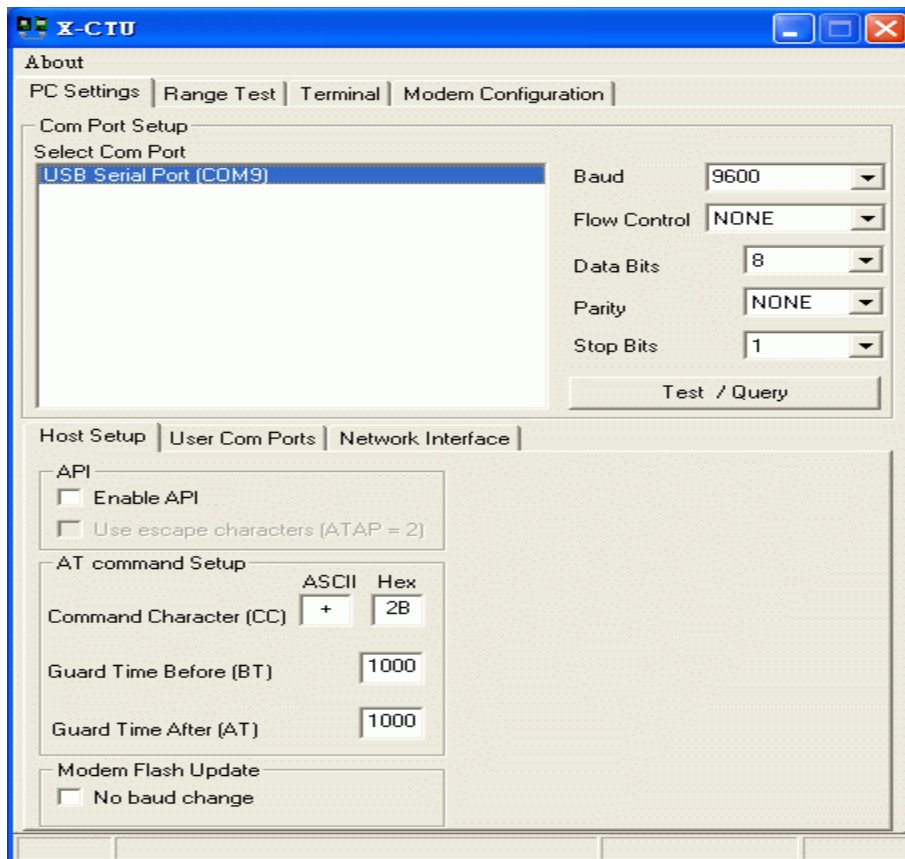 X-CTU
About
PC Settings Range Test Terminal Modem Configuration
Com Port Setup
Select Com Port
USB Serial Port (COM9)
Baud 9600
Flow Control NONE
Data Bits 8
Parity NONE
Stop Bits 1
Test / Query
Host Setup User Com Ports Network Interface
API
Enable API
Use escape characters (ATAP = 2)
AT command Setup
ASCII Hex
Command Character (CC) + 2B
Guard Time Before (BT) 1000
Guard Time After (AT) 1000
Modem Flash Update
No baud change